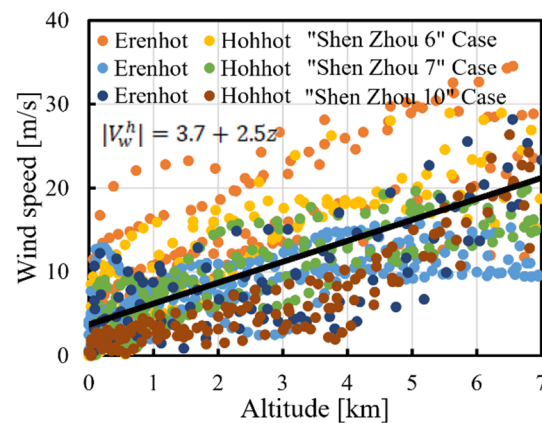 40
Erenhot Hohhot "Shen Zhou 6" Case
Erenhot Hohhot "Shen Zhou 7" Case
Erenhot Hohhot "Shen Zhou 10" Case
30
|V_w^h| = 3.7 + 2.5z
20
10
0
Wind speed [m/s]
0 1 2 3 4 5 6 7
Altitude [km]